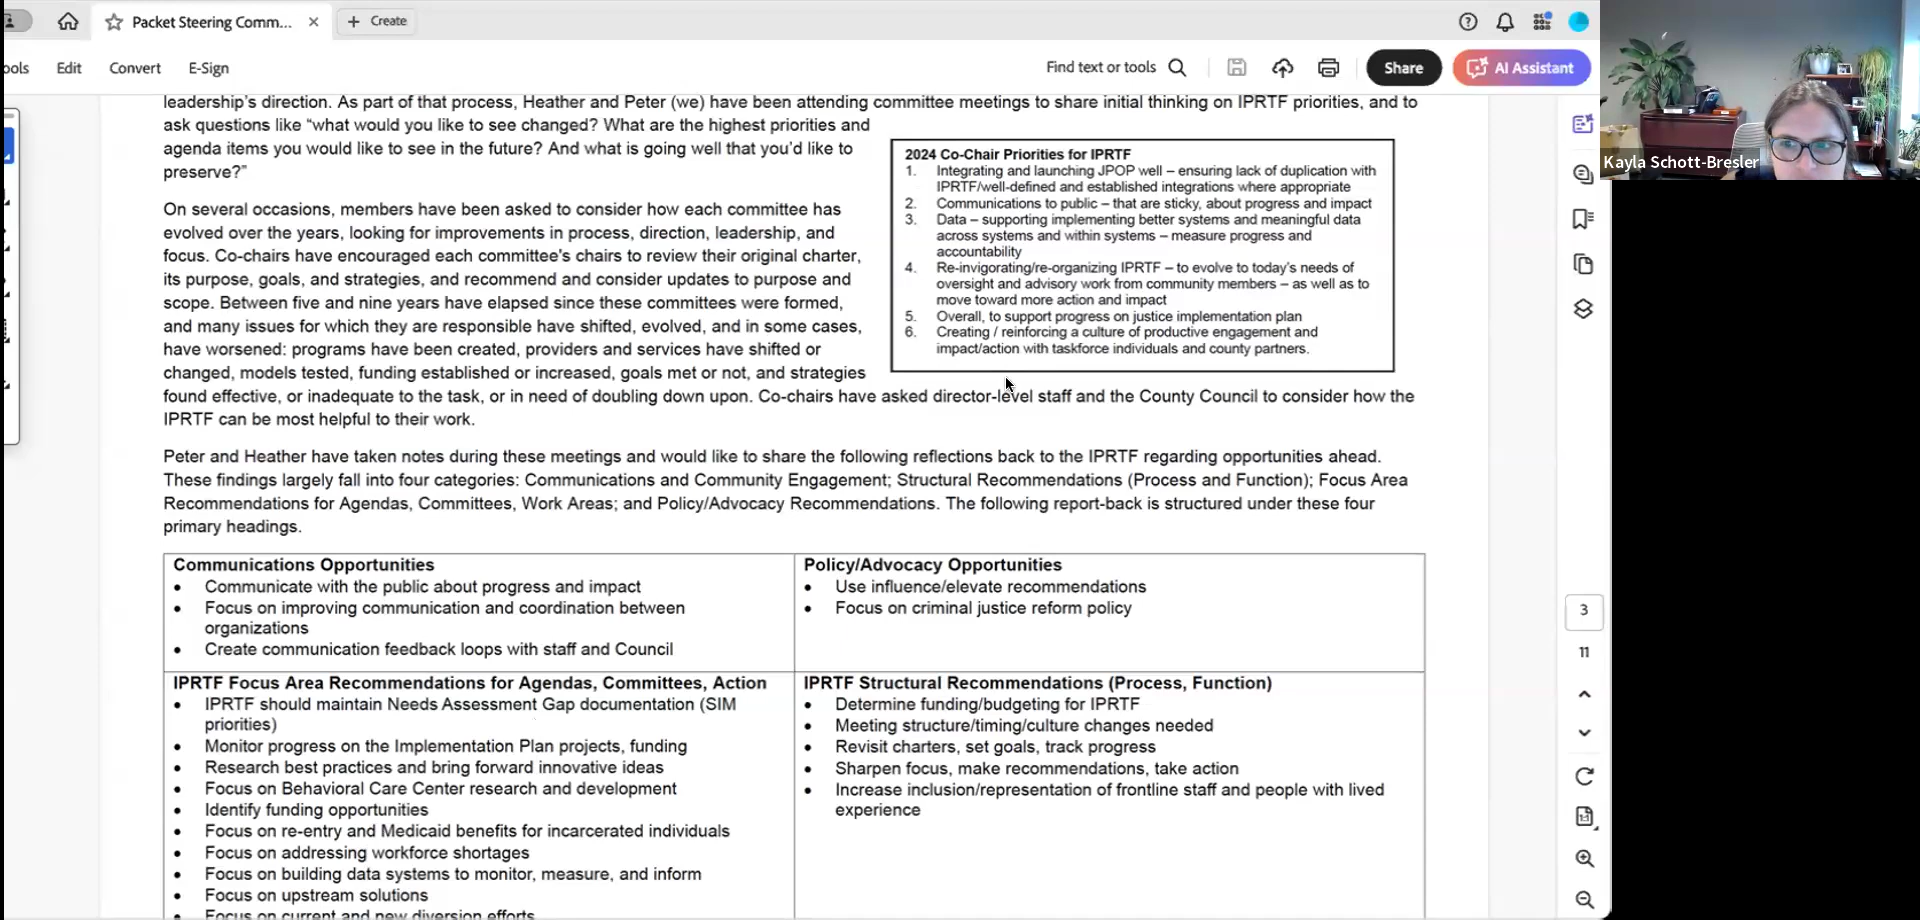 Packet Steering Comm...
Create
ools
Edit
Convert
E-Sign
Find text or tools
Share
AI Assistant
Kayla Schott-Bresler
leadership's direction. As part of that process, Heather and Peter (we) have been attending committee meetings to share initial thinking on IPRTF priorities, and to
ask questions like “what would you like to see changed? What are the highest priorities and
agenda items you would like to see in the future? And what is going well that you'd like to
preserve?”
On several occasions, members have been asked to consider how each committee has
evolved over the years, looking for improvements in process, direction, leadership, and
focus. Co-chairs have encouraged each committee's chairs to review their original charter,
its purpose, goals, and strategies, and recommend and consider updates to purpose and
scope. Between five and nine years have elapsed since these committees were formed,
and many issues for which they are responsible have shifted, evolved, and in some cases,
have worsened: programs have been created, providers and services have shifted or
changed, models tested, funding established or increased, goals met or not, and strategies
found effective, or inadequate to the task, or in need of doubling down upon. Co-chairs have asked director-level staff and the County Council to consider how the
IPRTF can be most helpful to their work.
2024 Co-Chair Priorities for IPRTF
1. Integrating and launching JPOP well – ensuring lack of duplication with
IPRTF/well-defined and established integrations where appropriate
2. Communications to public – that are sticky, about progress and impact
3. Data – supporting implementing better systems and meaningful data
across systems and within systems – measure progress and
accountability
4. Re-invigorating/re-organizing IPRTF – to evolve to today's needs of
oversight and advisory work from community members – as well as to
move toward more action and impact
5. Overall, to support progress on justice implementation plan
6. Creating / reinforcing a culture of productive engagement and
impact/action with taskforce individuals and county partners.
Peter and Heather have taken notes during these meetings and would like to share the following reflections back to the IPRTF regarding opportunities ahead.
These findings largely fall into four categories: Communications and Community Engagement; Structural Recommendations (Process and Function); Focus Area
Recommendations for Agendas, Committees, Work Areas; and Policy/Advocacy Recommendations. The following report-back is structured under these four
primary headings.
Communications Opportunities
• Communicate with the public about progress and impact
• Focus on improving communication and coordination between
organizations
• Create communication feedback loops with staff and Council
Policy/Advocacy Opportunities
• Use influence/elevate recommendations
• Focus on criminal justice reform policy
IPRTF Focus Area Recommendations for Agendas, Committees, Action
• IPRTF should maintain Needs Assessment Gap documentation (SIM
priorities)
• Monitor progress on the Implementation Plan projects, funding
• Research best practices and bring forward innovative ideas
• Focus on Behavioral Care Center research and development
• Identify funding opportunities
• Focus on re-entry and Medicaid benefits for incarcerated individuals
• Focus on addressing workforce shortages
• Focus on building data systems to monitor, measure, and inform
• Focus on upstream solutions
• Focus on current and new diversion efforts
IPRTF Structural Recommendations (Process, Function)
• Determine funding/budgeting for IPRTF
• Meeting structure/timing/culture changes needed
• Revisit charters, set goals, track progress
• Sharpen focus, make recommendations, take action
• Increase inclusion/representation of frontline staff and people with lived
experience
3
11